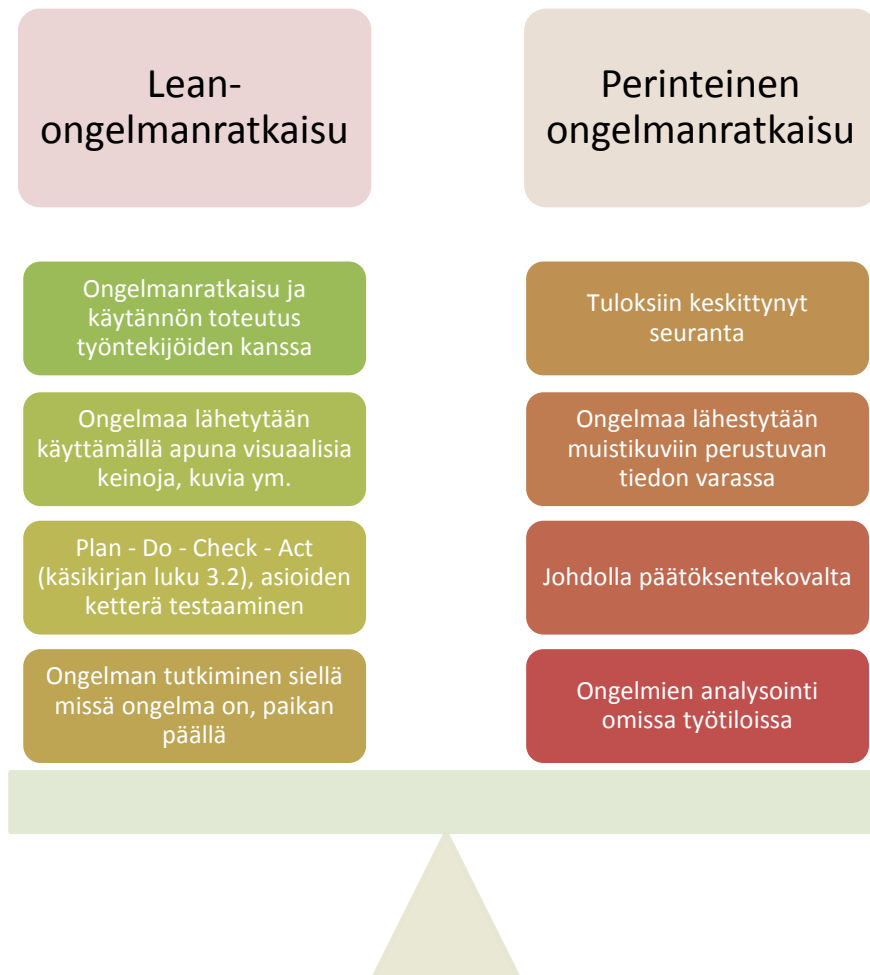 Lean-
ongelmanratkaisu
Perinteinen
ongelmanratkaisu
Ongelmanratkaisu ja
käytännön toteutus
työntekijöiden kanssa
Tuloksiin keskittynyt
seuranta
Ongelmaa lähetytään
käyttämällä apuna visuaalisia
keinoja, kuvia ym.
Ongelmaa lähestytään
muistikuviin perustuvan
tiedon varassa
Plan - Do - Check - Act
(käsikirjan luku 3.2), asioiden
ketterä testaaminen
Johdolla päätöksentekovalta
Ongelman tutkiminen siellä
missä ongelma on, paikan
päällä
Ongelmien analysointi
omissa työtiloissa